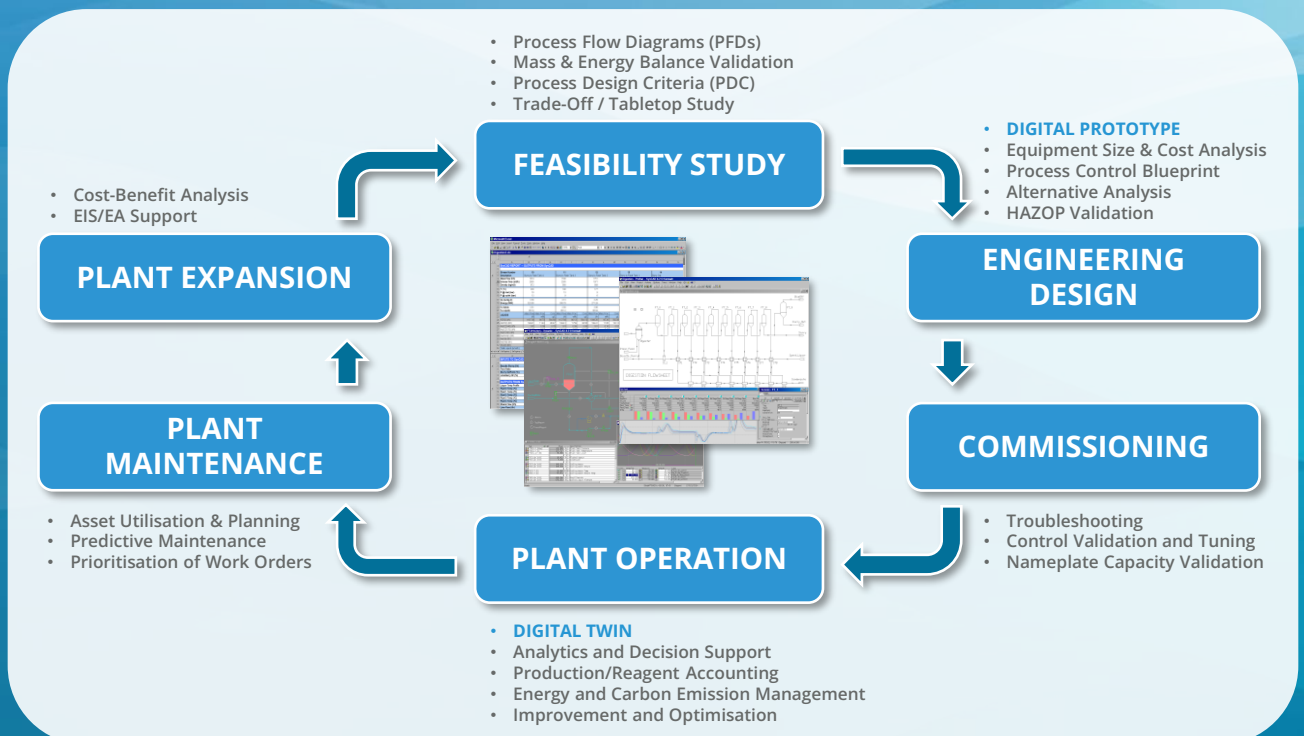 • Process Flow Diagrams (PFDs)
• Mass & Energy Balance Validation
• Process Design Criteria (PDC)
• Trade-Off / Tabletop Study
FEASIBILITY STUDY
• DIGITAL PROTOTYPE
• Equipment Size & Cost Analysis
• Process Control Blueprint
• Alternative Analysis
• HAZOP Validation
ENGINEERING
DESIGN
COMMISSIONING
• Troubleshooting
• Control Validation and Tuning
• Nameplate Capacity Validation
PLANT OPERATION
• DIGITAL TWIN
• Analytics and Decision Support
• Production/Reagent Accounting
• Energy and Carbon Emission Management
• Improvement and Optimisation
PLANT
MAINTENANCE
• Asset Utilisation & Planning
• Predictive Maintenance
• Prioritisation of Work Orders
• Cost-Benefit Analysis
• EIS/EA Support
PLANT EXPANSION
DIGESTION FLOWSHEET